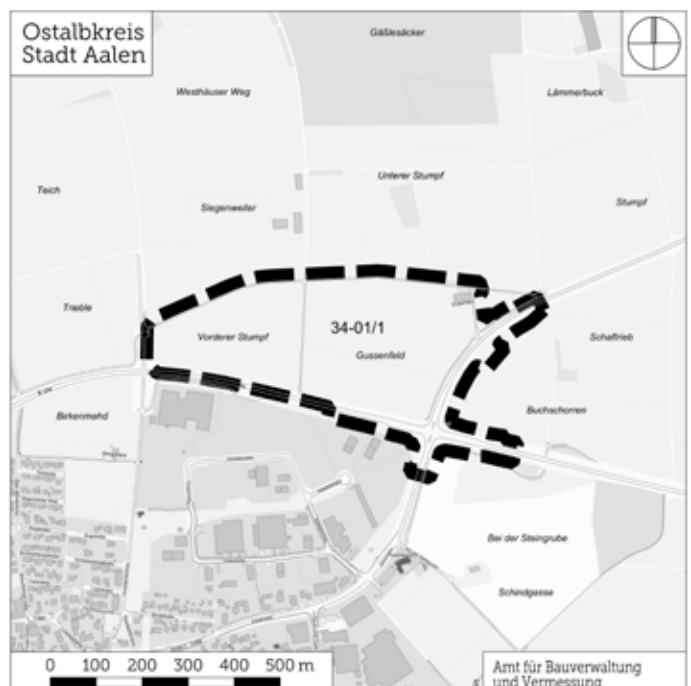 Ostalbkreis
Stadt Aalen
Gäßlesäcker
Westhäuser Weg
Lämmerbuck
Teich
Unterer Stumpf
Siegenweiler
Stumpf
Trieble
Vorderer Stumpf
34-01/1
Gussenfeld
Schaftrieb
Birkenmahd
Buchschorren
Bei der Steingrube
Schindgasse
0 100 200 300 400 500 m
Amt für Bauverwaltung
und Vermessung